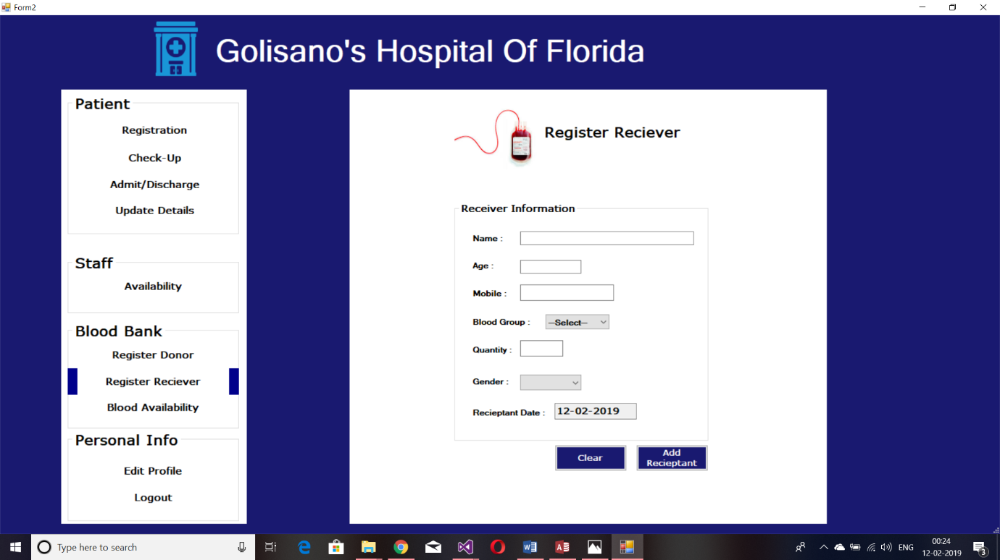 Form2
Golisano's Hospital Of Florida
Patient
Registration
Check-Up
Admit/Discharge
Update Details
Staff
Availability
Blood Bank
Register Donor
Register Reciever
Blood Availability
Personal Info
Edit Profile
Logout
Register Reciever
Receiver Information
Name :
Age :
Mobile :
Blood Group : --Select--
Quantity :
Gender :
Recieptant Date : 12-02-2019
Clear
Add
Recieptant
Type here to search
ENG
00:24
12-02-2019
3